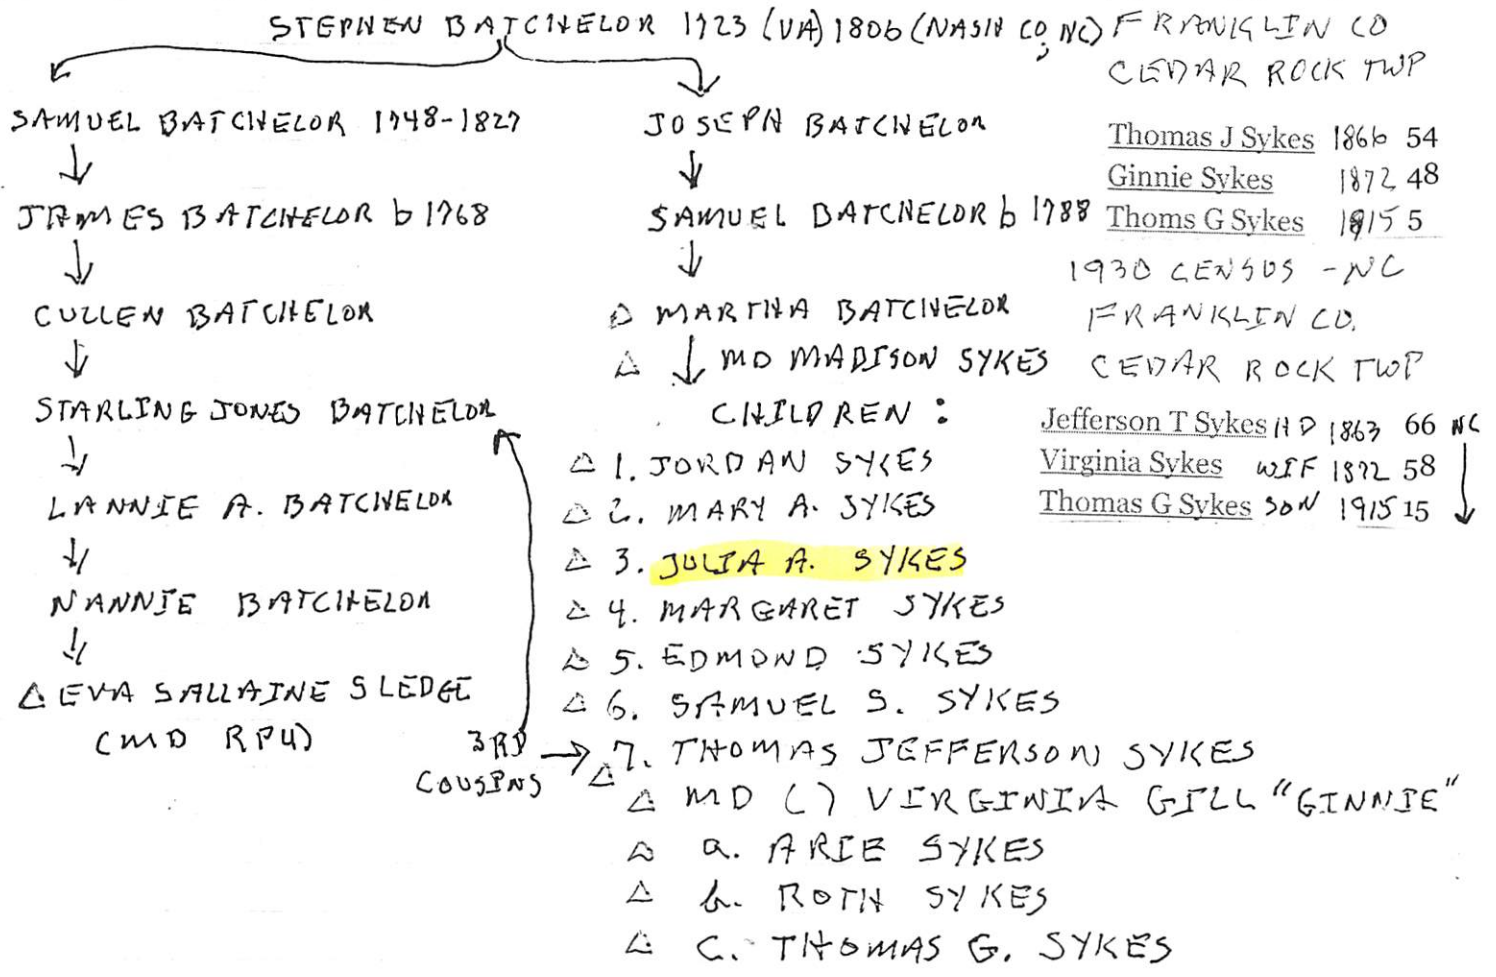 STEPHEN BATCHELOR 1723 (VA) 1806 (NASH CO, NC)
SAMUEL BATCHELOR 1748-1827
JAMES BATCHELOR b 1768
CULLEN BATCHELOR
STARLING JONES BATCHELOR
LANNIE A. BATCHELOR
NANNIE BATCHELOR
EVA SALLAINE SLEDGE
(MD RPU)
3RD
COUSINS
JOSEPH BATCHELOR
SAMUEL BATCHELOR b 1788
MARTHA BATCHELOR
MD MADISON SYKES
CHILDREN:
1. JORDAN SYKES
2. MARY A. SYKES
3. JULIA A. SYKES
4. MARGARET SYKES
5. EDMOND SYKES
6. SAMUEL S. SYKES
7. THOMAS JEFFERSON SYKES
MD ( ) VIRGINIA GILL "GINNIE"
a. ARIE SYKES
b. ROTH SYKES
C. THOMAS G. SYKES
FRANKLIN CO
CEDAR ROCK TWP
Thomas J Sykes 1866 54
Ginnie Sykes 1872 48
Thoms G Sykes 1915 5
1930 CENSUS - NC
FRANKLIN CO.
CEDAR ROCK TWP
Jefferson T Sykes HD 1863 66 NC
Virginia Sykes WIF 1872 58
Thomas G Sykes SON 1915 15